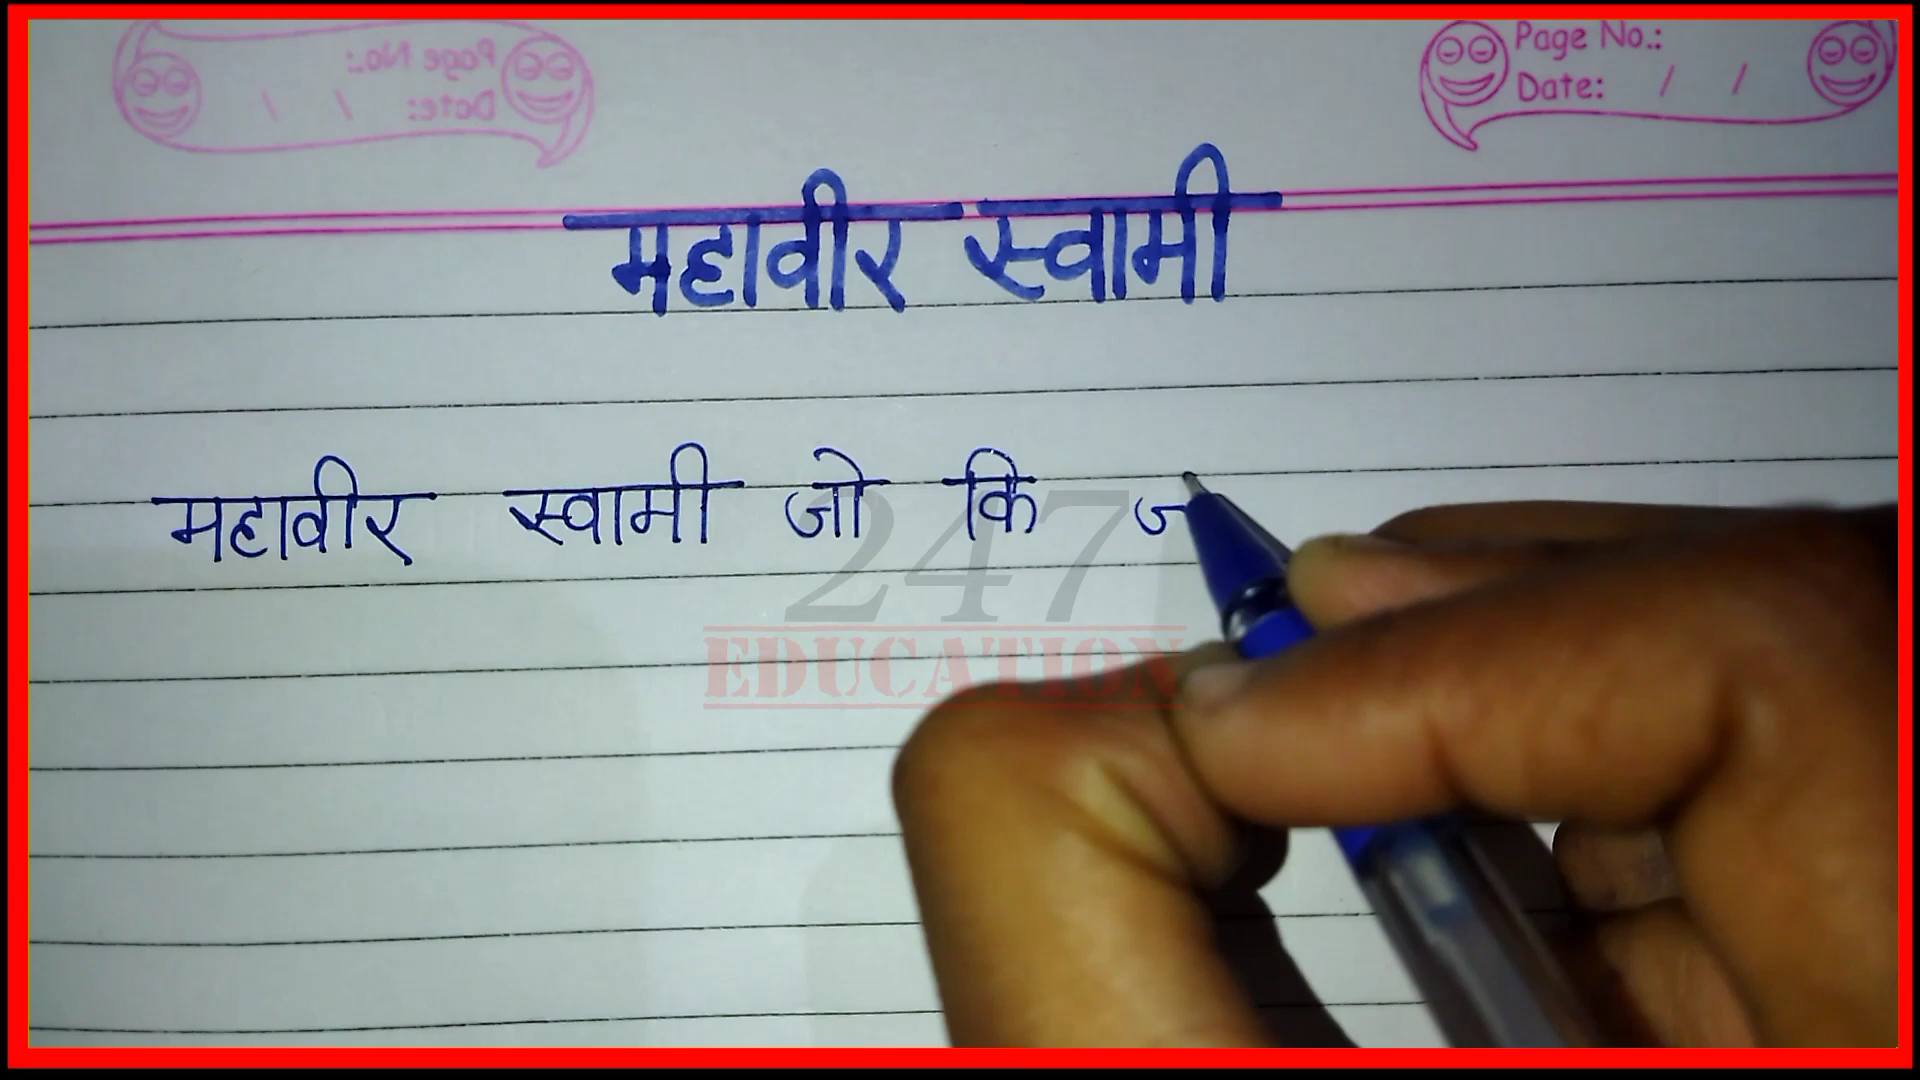 Page No.:
Date: / /
महावीर स्वामी
महावीर स्वामी जो कि
247
EDUCATION